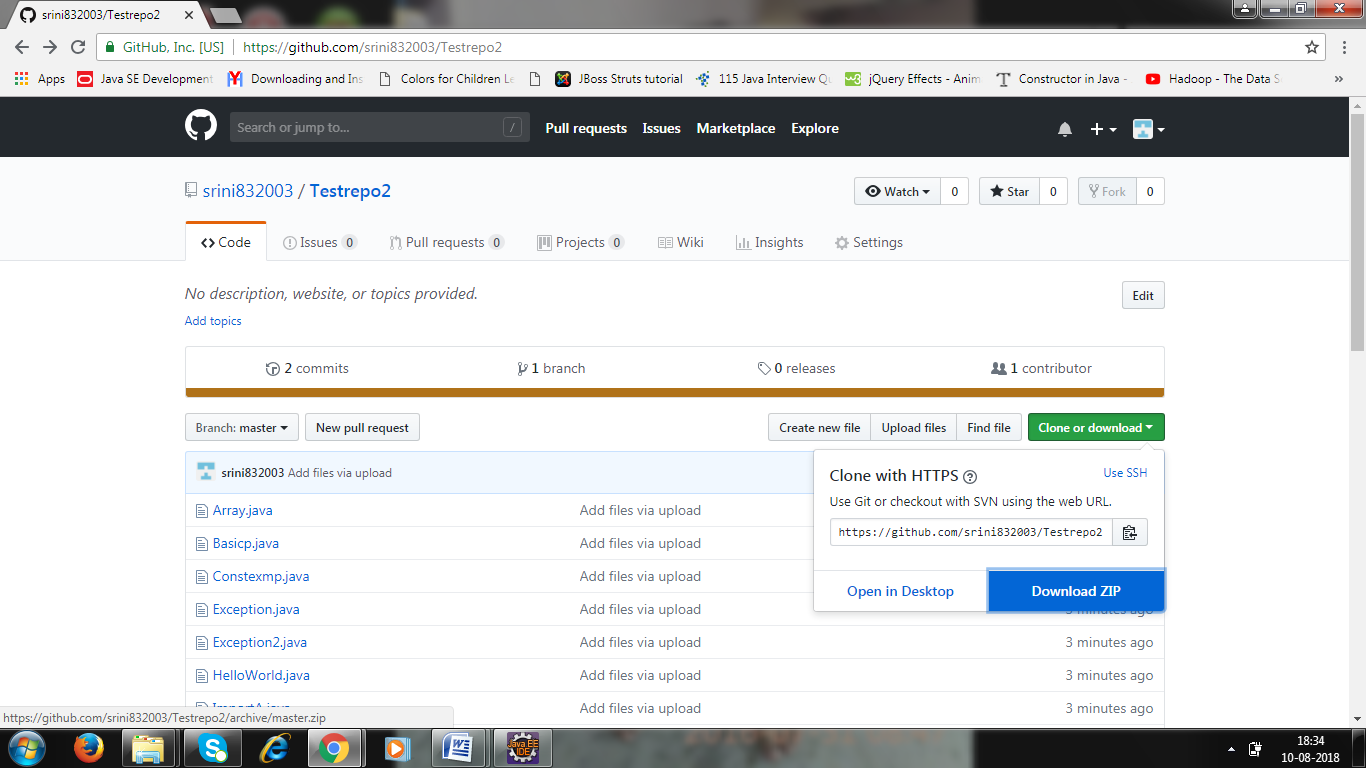 srini832003/Testrepo2
GitHub, Inc. [US] https://github.com/srini832003/Testrepo2
Apps Java SE Development Downloading and Ins Colors for Children Le JBoss Struts tutorial 115 Java Interview Qu jQuery Effects - Anim Constructor in Java - Hadoop - The Data S »
Search or jump to... / Pull requests Issues Marketplace Explore
srini832003 / Testrepo2 Watch 0 Star 0 Fork 0
Code Issues 0 Pull requests 0 Projects 0 Wiki Insights Settings
No description, website, or topics provided. Edit
Add topics
2 commits 1 branch 0 releases 1 contributor
Branch: master New pull request Create new file Upload files Find file Clone or download
srini832003 Add files via upload
Clone with HTTPS Use SSH
Use Git or checkout with SVN using the web URL.
https://github.com/srini832003/Testrepo2
Open in Desktop Download ZIP
Array.java Add files via upload
Basicp.java Add files via upload
Constexmp.java Add files via upload
Exception.java Add files via upload 3 minutes ago
Exception2.java Add files via upload 3 minutes ago
HelloWorld.java Add files via upload 3 minutes ago
ImportA.java Add files via upload 3 minutes ago
https://github.com/srini832003/Testrepo2/archive/master.zip
Java EE
IDE
18:34
10-08-2018